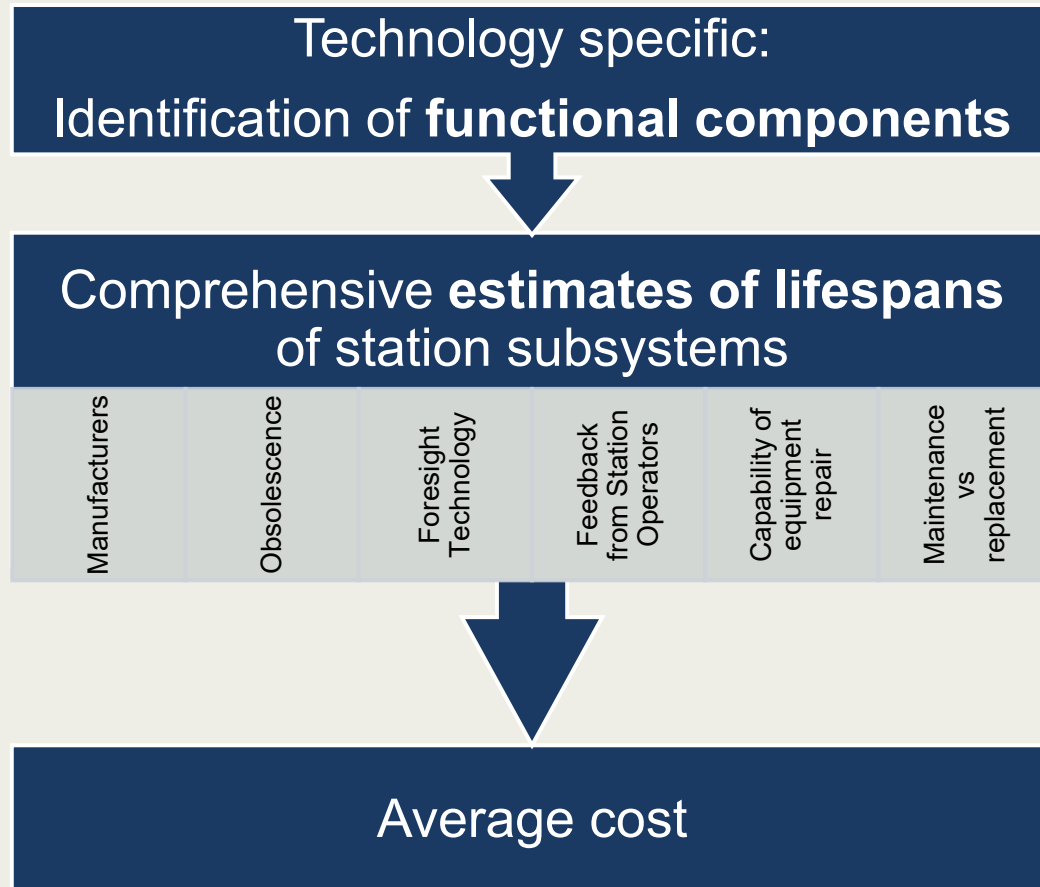 Technology specific:
Identification of functional components
Comprehensive estimates of lifespans
of station subsystems
Manufacturers
Obsolescence
Foresight
Technology
Feedback
from Station
Operators
Capability of
equipment
repair
Maintenance
vs
replacement
Average cost